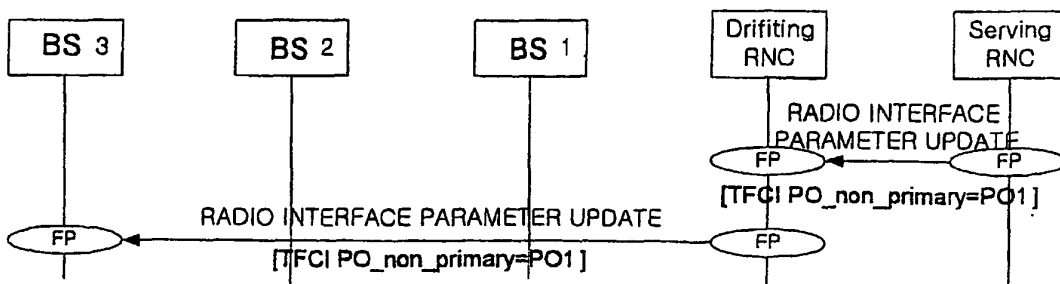 BS 3
BS 2
BS 1
Drifiting
RNC
Serving
RNC
RADIO INTERFACE
PARAMETER UPDATE
FP
FP
[TFCI PO_non_primary=PO1]
RADIO INTERFACE PARAMETER UPDATE
FP
FP
[TFCI PO_non_primary=PO1]